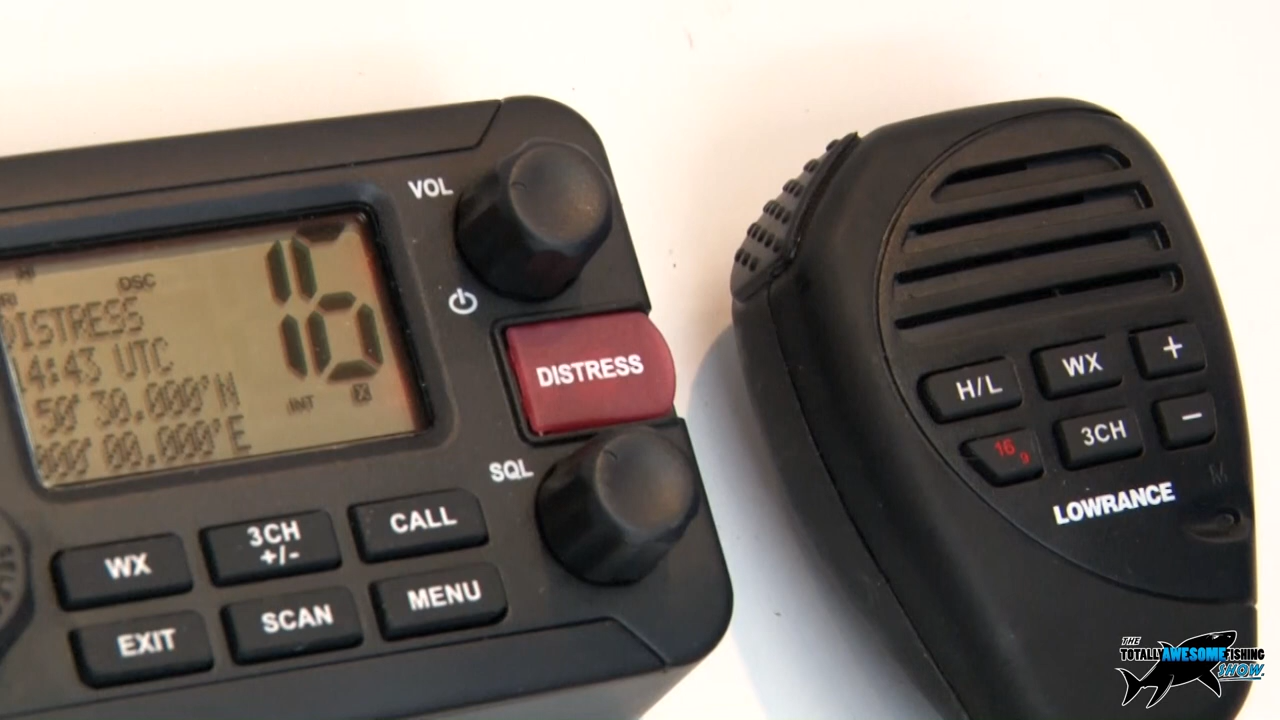 VOL
DSC
16
DISTRESS
4:43 UTC
50°30.000'N
000°00.000'E
INT
DISTRESS
SQL
WX
3CH
+/-
CALL
EXIT
SCAN
MENU
H/L
WX
+
16
9
3CH
-
LOWRANCE
THE
TOTALLY AWESOME FISHING
SHOW